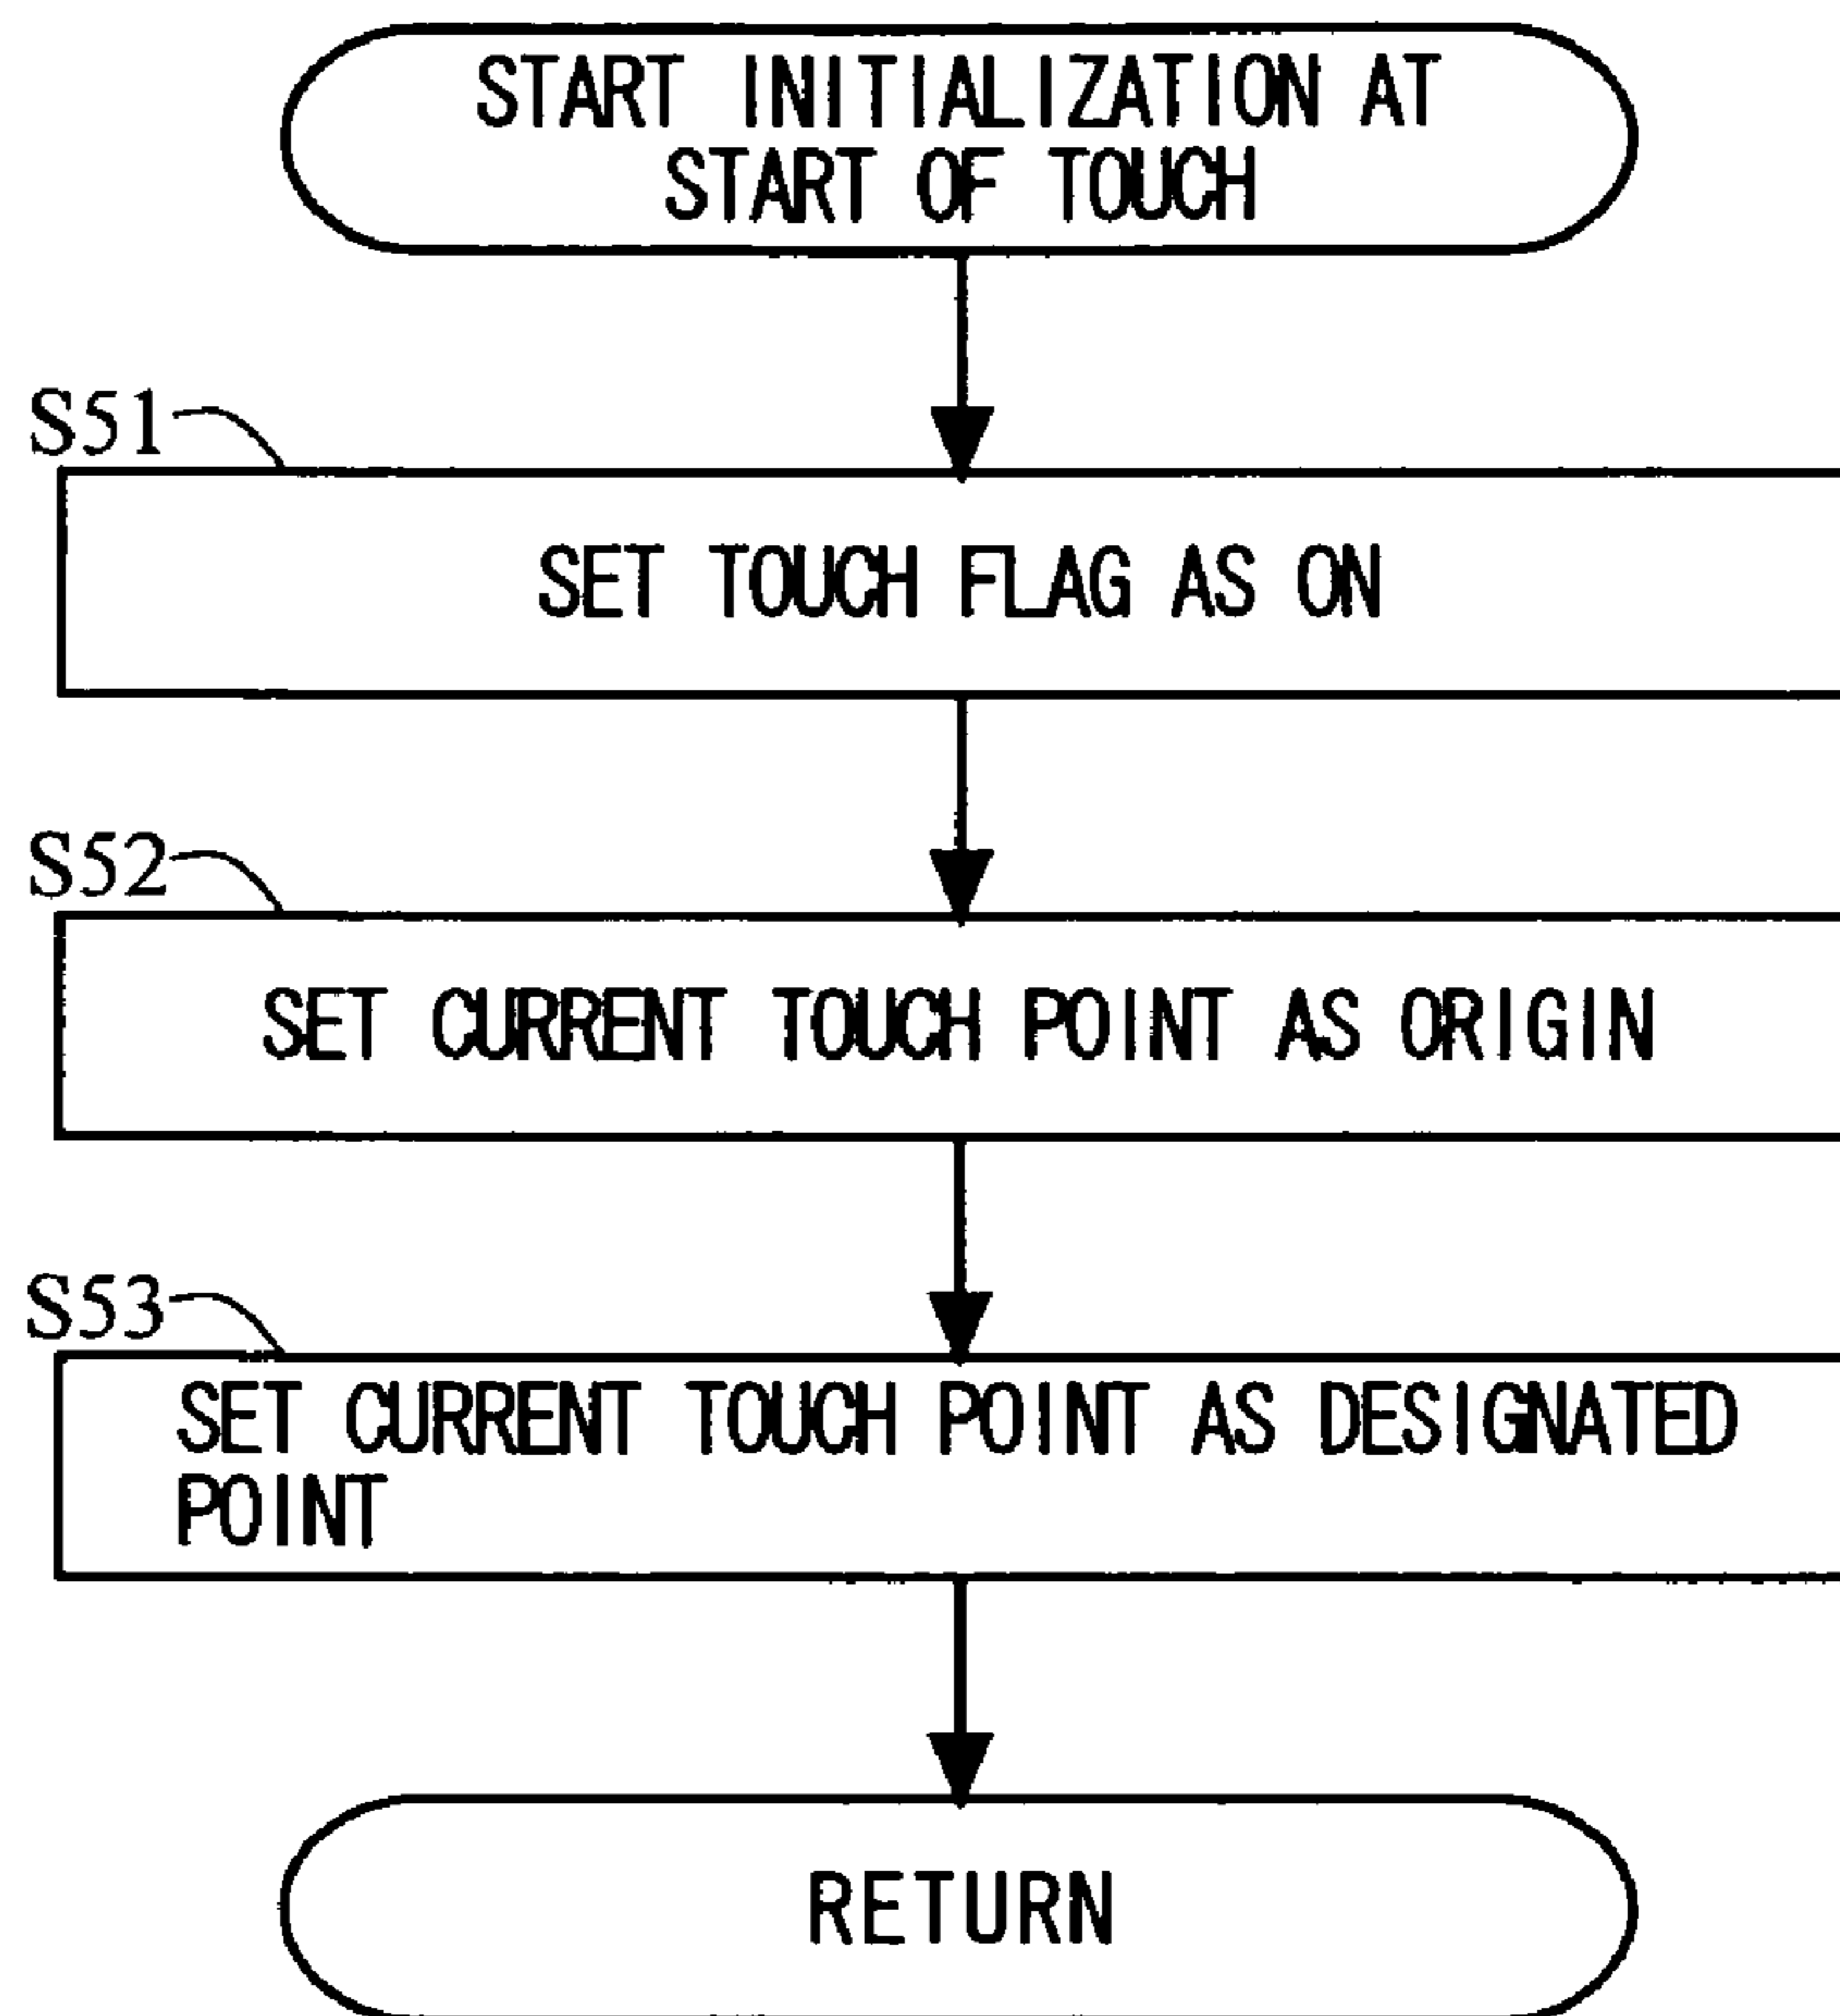 START INITIALIZATION AT
START OF TOUCH
S51
SET TOUCH FLAG AS ON
S52
SET CURRENT TOUCH POINT AS ORIGIN
S53
SET CURRENT TOUCH POINT AS DESIGNATED
POINT
RETURN